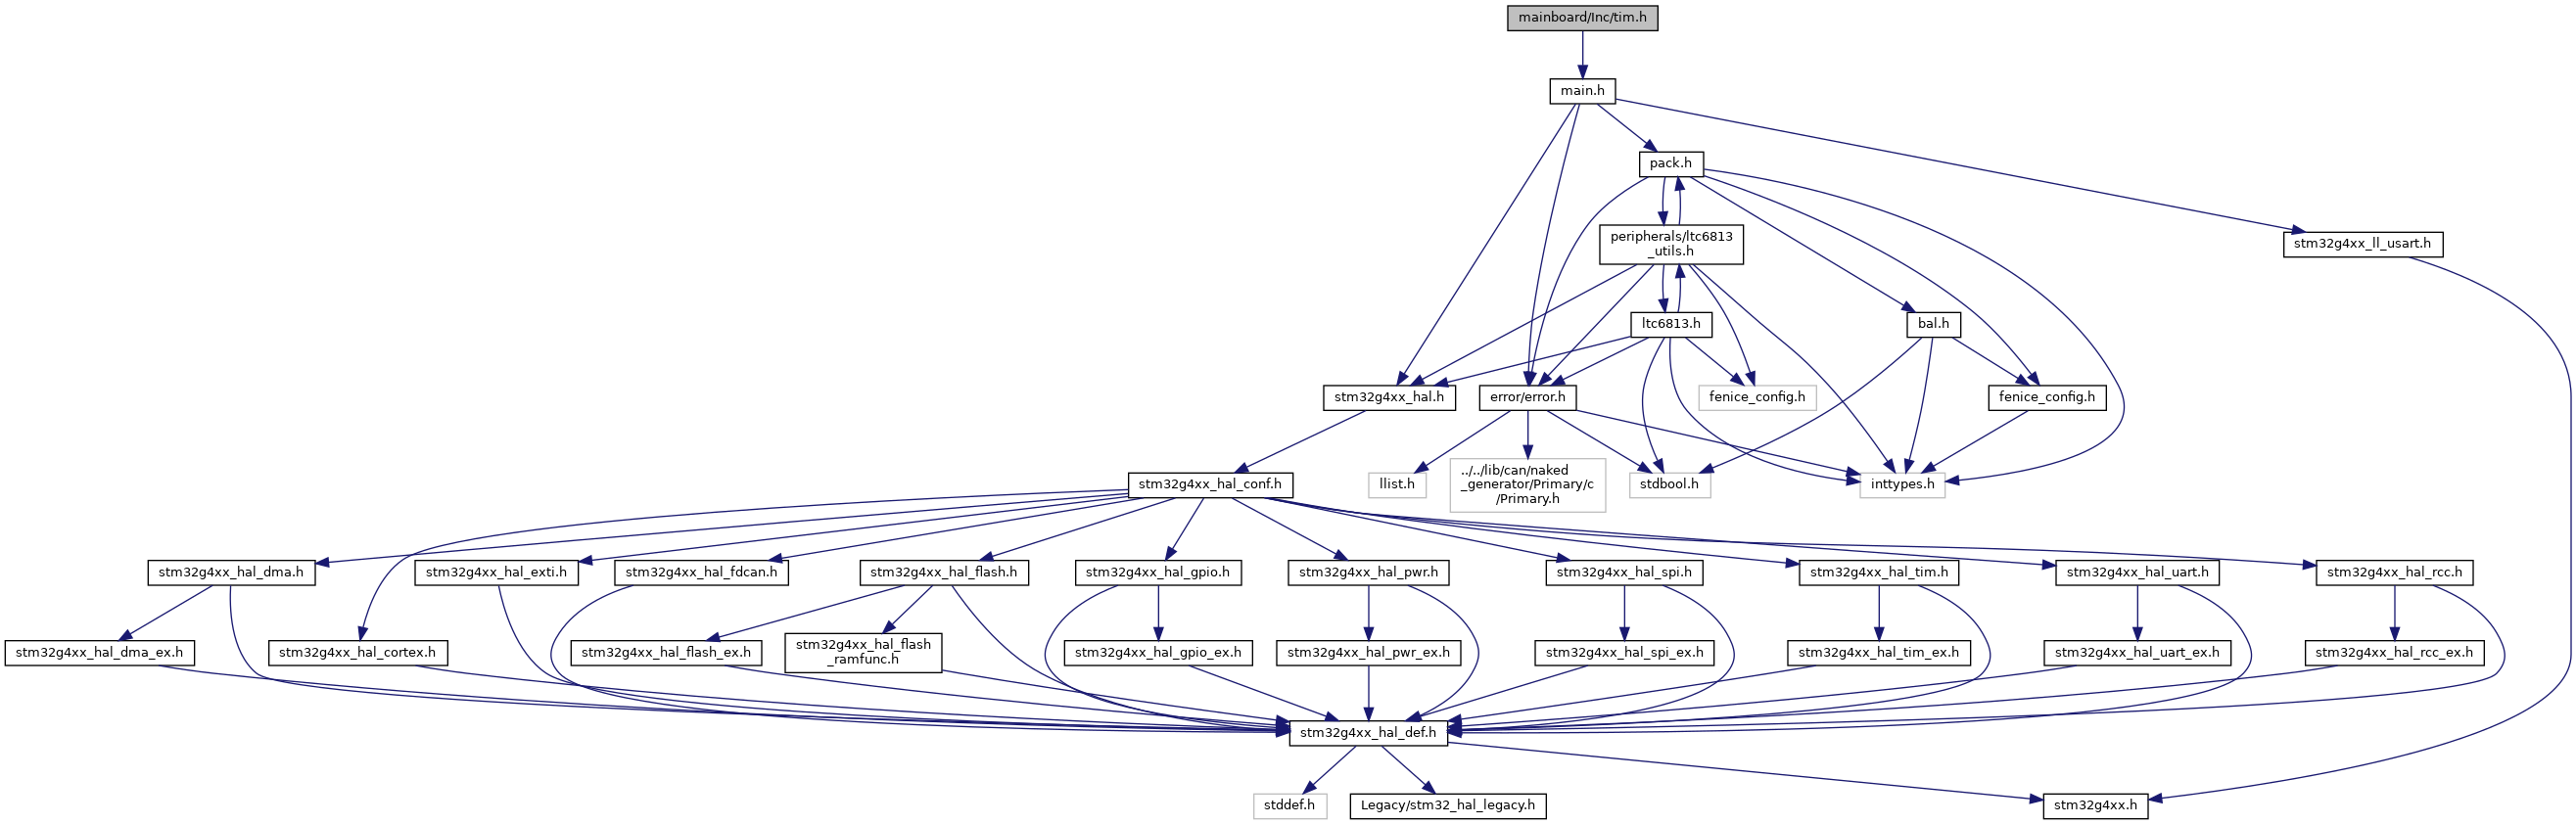 mainboard/Inc/tim.h
main.h
pack.h
peripherals/ltc6813
_utils.h
stm32g4xx_ll_usart.h
ltc6813.h
bal.h
stm32g4xx_hal.h
error/error.h
fenice_config.h
fenice_config.h
stm32g4xx_hal_conf.h
llist.h
../../lib/can/naked
_generator/Primary/c
/Primary.h
stdbool.h
inttypes.h
stm32g4xx_hal_dma.h
stm32g4xx_hal_exti.h
stm32g4xx_hal_fdcan.h
stm32g4xx_hal_flash.h
stm32g4xx_hal_gpio.h
stm32g4xx_hal_pwr.h
stm32g4xx_hal_spi.h
stm32g4xx_hal_tim.h
stm32g4xx_hal_uart.h
stm32g4xx_hal_rcc.h
stm32g4xx_hal_dma_ex.h
stm32g4xx_hal_cortex.h
stm32g4xx_hal_flash_ex.h
stm32g4xx_hal_flash
_ramfunc.h
stm32g4xx_hal_gpio_ex.h
stm32g4xx_hal_pwr_ex.h
stm32g4xx_hal_spi_ex.h
stm32g4xx_hal_tim_ex.h
stm32g4xx_hal_uart_ex.h
stm32g4xx_hal_rcc_ex.h
stm32g4xx_hal_def.h
stddef.h
Legacy/stm32_hal_legacy.h
stm32g4xx.h